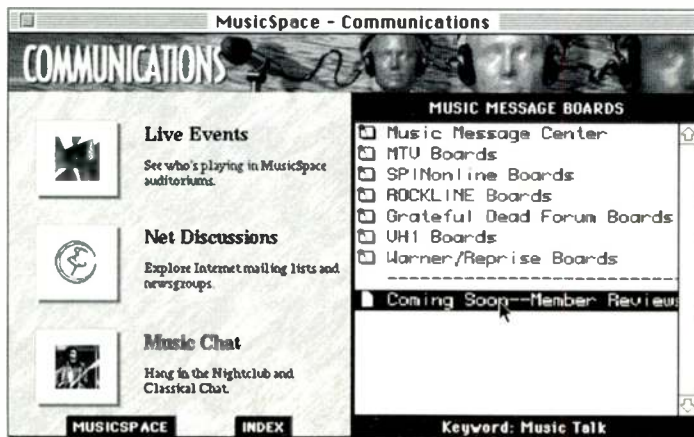 MusicSpace - Communications
COMMUNICATIONS
Live Events
See who's playing in MusicSpace
auditoriums.
Net Discussions
Explore Internet mailing lists and
newsgroups.
Music Chat
Hang in the Nightclub and
Classical Chat.
MUSICSPACE
INDEX
MUSIC MESSAGE BOARDS
Music Message Center
MTV Boards
SPINonline Boards
ROCKLINE Boards
Grateful Dead Forum Boards
VH1 Boards
Warner/Reprise Boards
--------------------------
Coming Soon--Member Reviews
Keyword: Music Talk